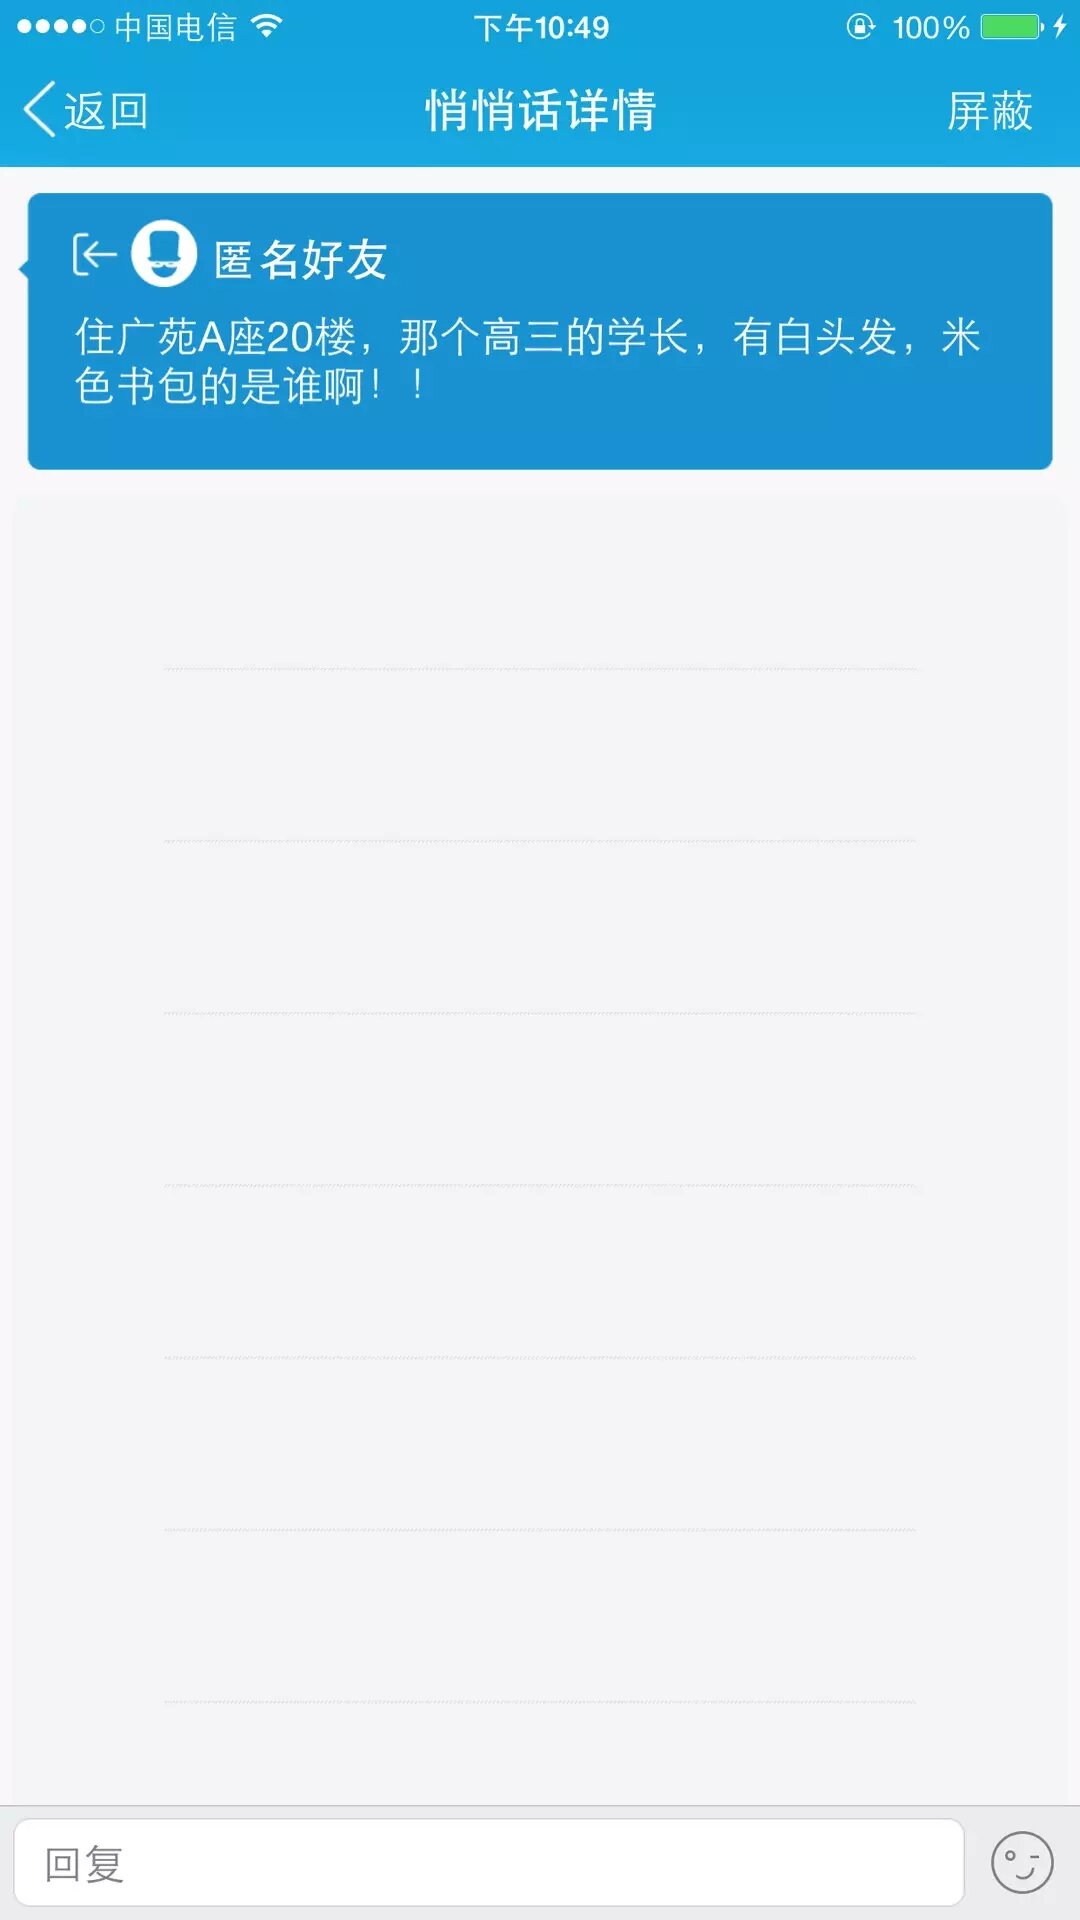 中国电信 下午10:49 100%
返回 悄悄话详情 屏蔽
匿名好友
住广苑A座20楼，那个高三的学长，有白头发，米
色书包的是谁啊！！
回复